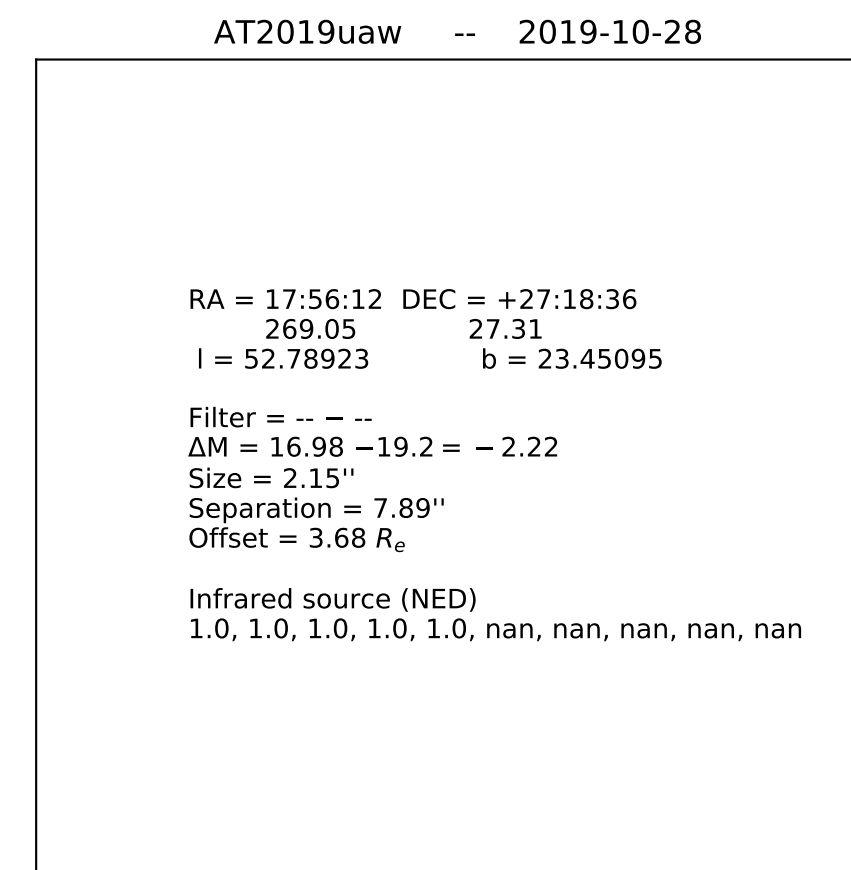 AT2019uaw -- 2019-10-28
RA = 17:56:12 DEC = +27:18:36
269.05 27.31
l = 52.78923 b = 23.45095
Filter = -- − --
ΔM = 16.98 −19.2 = − 2.22
Size = 2.15''
Separation = 7.89''
Offset = 3.68 Rₑ
Infrared source (NED)
1.0, 1.0, 1.0, 1.0, 1.0, nan, nan, nan, nan, nan